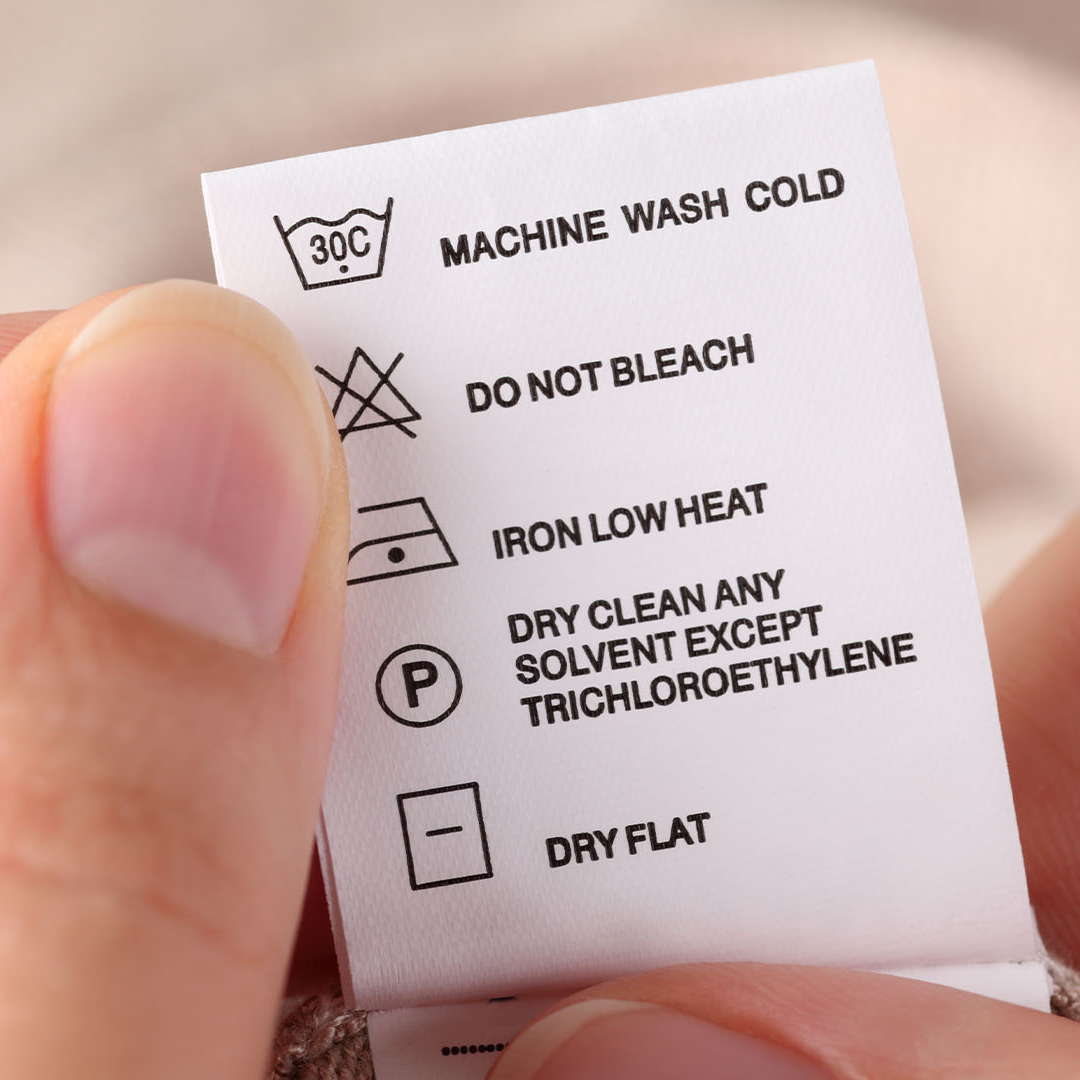 30C MACHINE WASH COLD
DO NOT BLEACH
IRON LOW HEAT
DRY CLEAN ANY
SOLVENT EXCEPT
P TRICHLOROETHYLENE
DRY FLAT